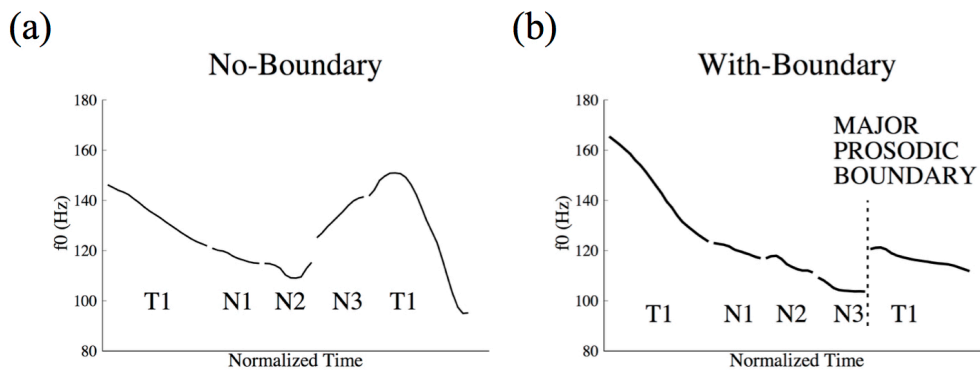 (a)
No-Boundary
180
160
140
120
100
80
f0 (Hz)
T1 N1 N2 N3 T1
Normalized Time
(b)
With-Boundary
180
160
140
120
100
80
f0 (Hz)
MAJOR
PROSODIC
BOUNDARY
T1 N1 N2 N3 T1
Normalized Time